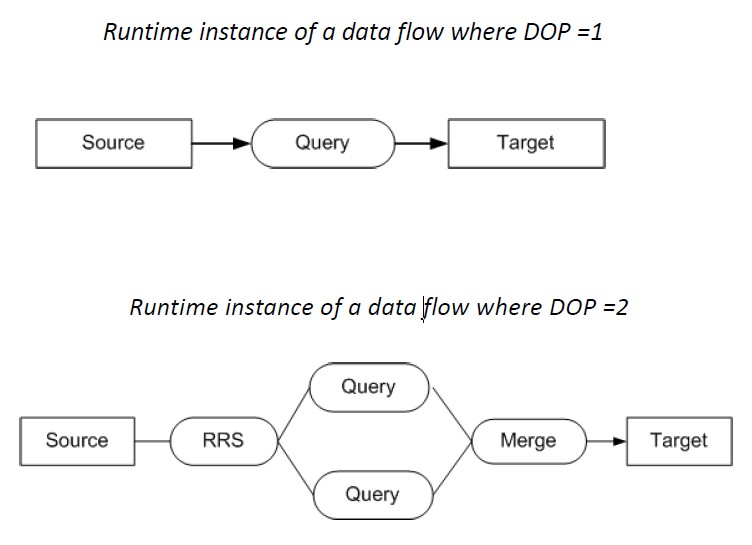 Runtime instance of a data flow where DOP =1
Source Query Target
Runtime instance of a data flow where DOP =2
Query
Source RRS Merge Target
Query